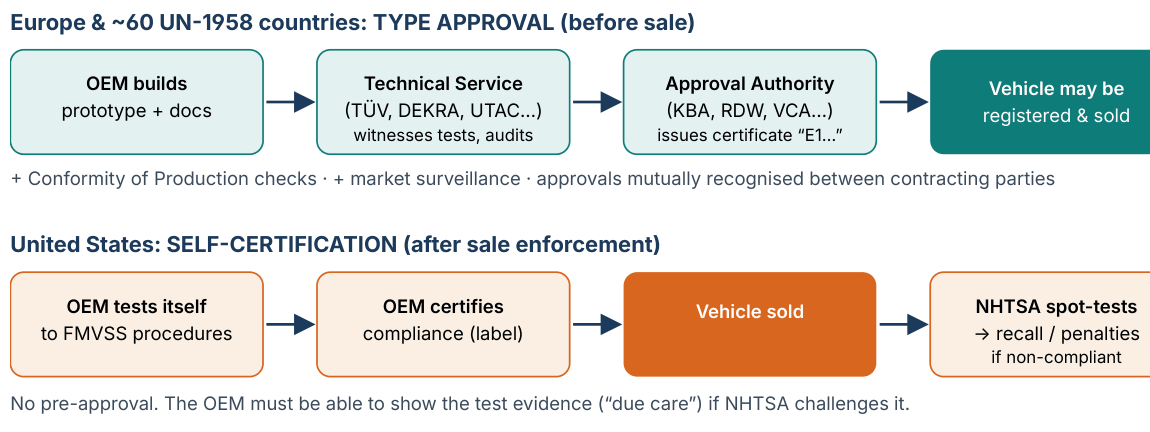 Europe & ~60 UN-1958 countries: TYPE APPROVAL (before sale)
OEM builds
prototype + docs
Technical Service
(TÜV, DEKRA, UTAC…)
witnesses tests, audits
Approval Authority
(KBA, RDW, VCA…)
issues certificate “E1…”
Vehicle may be
registered & sold
+ Conformity of Production checks · + market surveillance · approvals mutually recognised between contracting parties
United States: SELF-CERTIFICATION (after sale enforcement)
OEM tests itself
to FMVSS procedures
OEM certifies
compliance (label)
Vehicle sold
NHTSA spot-tests
→ recall / penalties
if non-compliant
No pre-approval. The OEM must be able to show the test evidence (“due care”) if NHTSA challenges it.